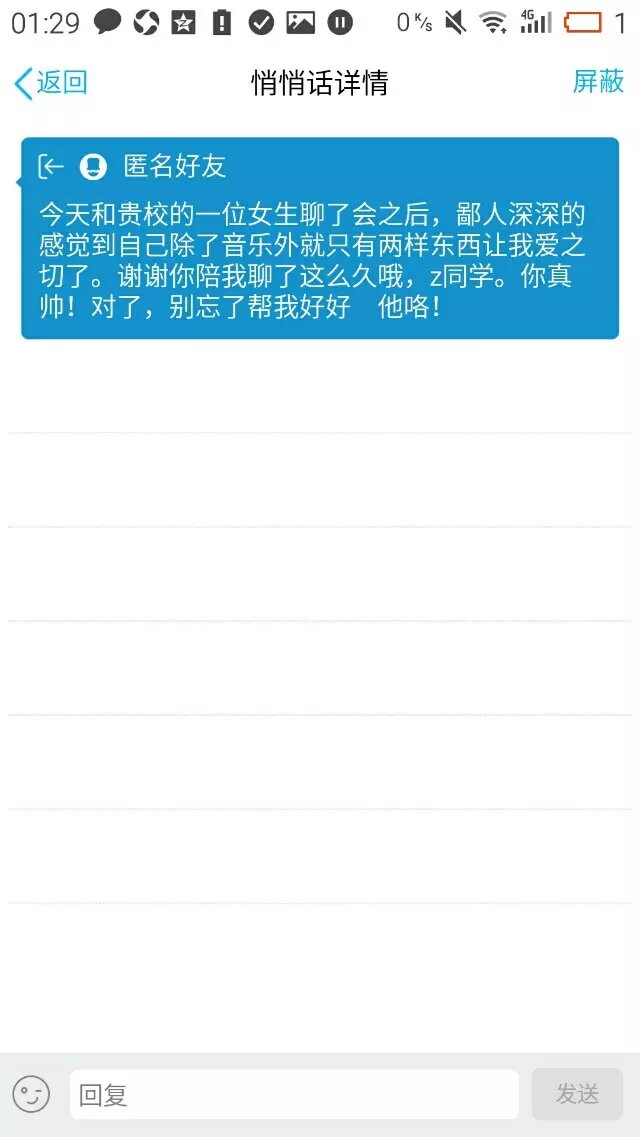 01:29 0 K/s 4G 1
返回 悄悄话详情 屏蔽
匿名好友
今天和贵校的一位女生聊了会之后，鄙人深深的
感觉到自己除了音乐外就只有两样东西让我爱之
切了。谢谢你陪我聊了这么久哦，z同学。你真
帅！对了，别忘了帮我好好　他咯！
回复 发送